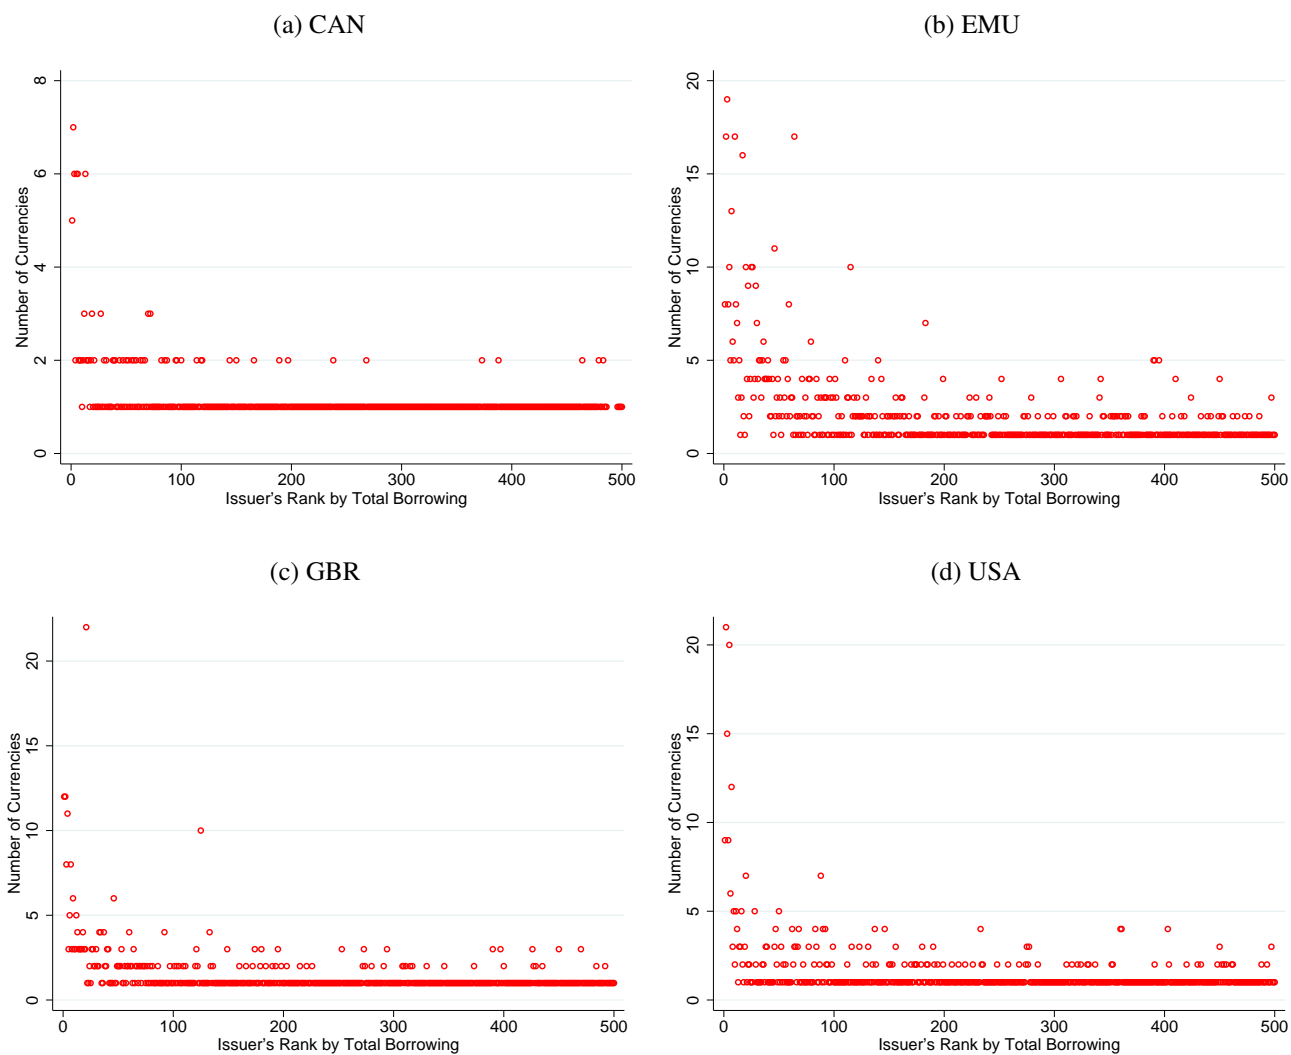 (a) CAN
Number of Currencies
8
6
4
2
0
0 100 200 300 400 500
Issuer's Rank by Total Borrowing
(b) EMU
Number of Currencies
20
15
10
5
0
0 100 200 300 400 500
Issuer's Rank by Total Borrowing
(c) GBR
Number of Currencies
20
15
10
5
0
0 100 200 300 400 500
Issuer's Rank by Total Borrowing
(d) USA
Number of Currencies
20
15
10
5
0
0 100 200 300 400 500
Issuer's Rank by Total Borrowing